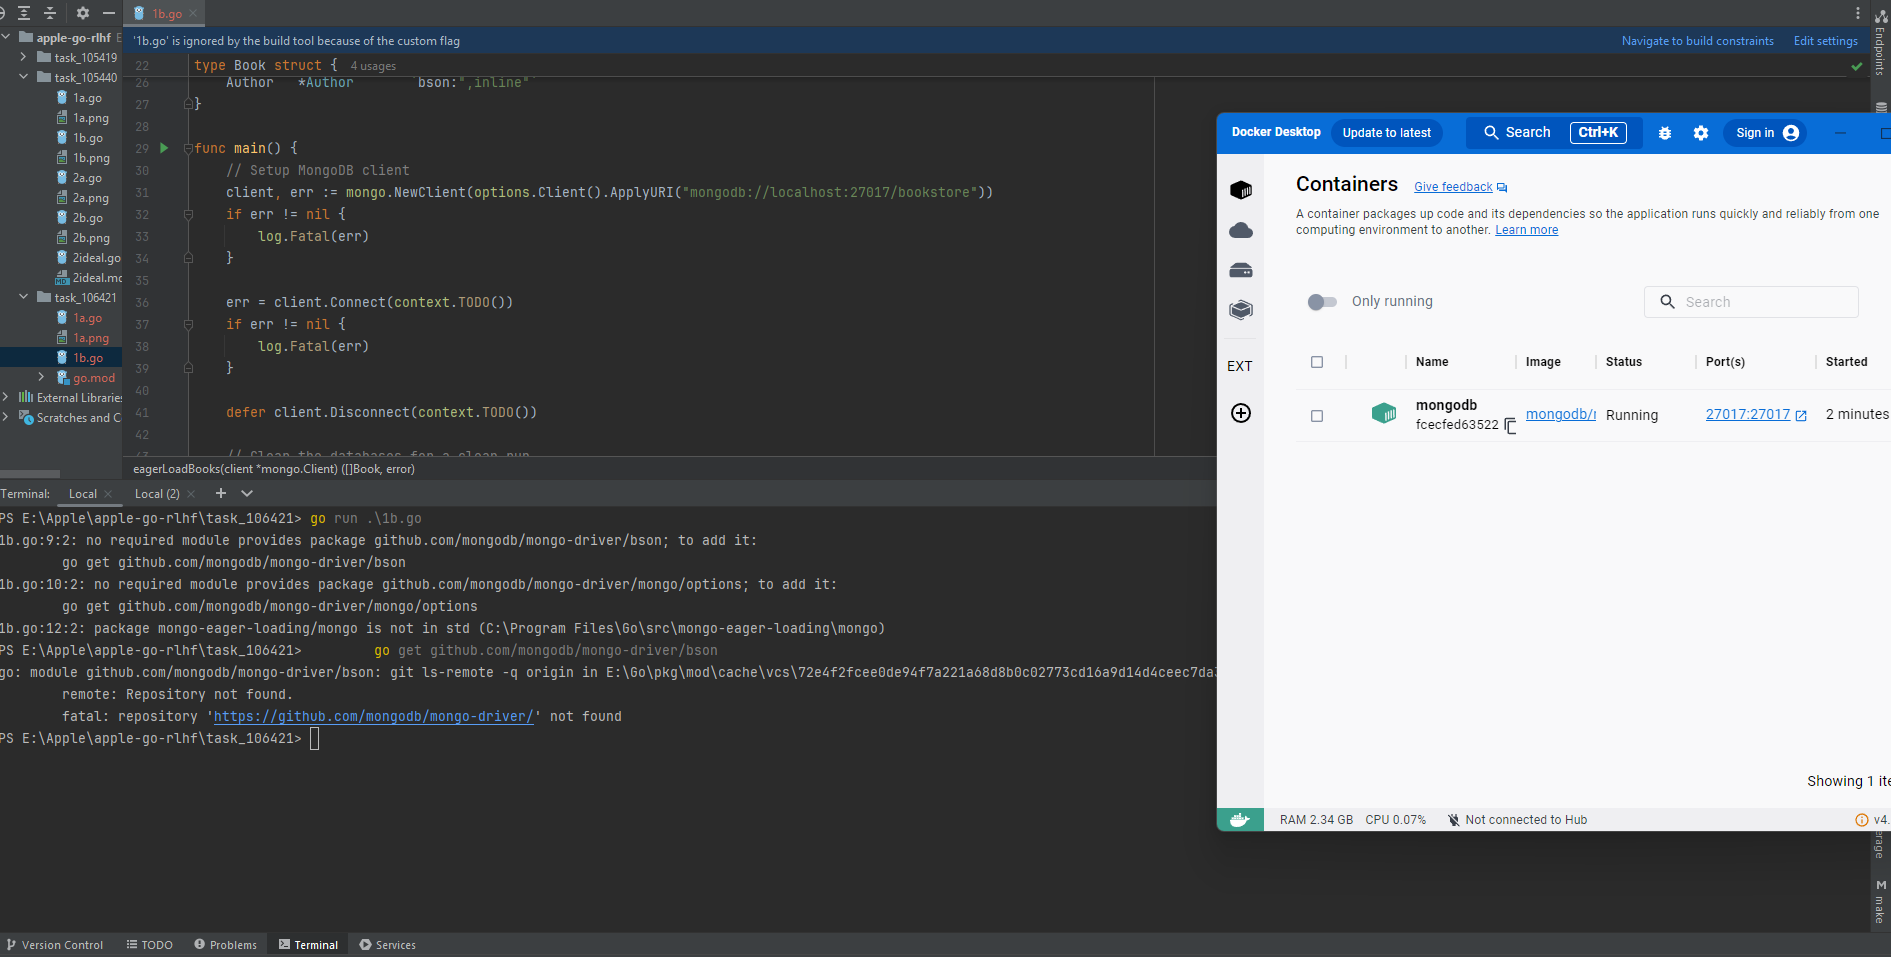 1b.go
apple-go-rlhf E
task_105419
task_105440
1a.go
1a.png
1b.go
1b.png
2a.go
2a.png
2b.go
2b.png
2ideal.go
2ideal.mo
task_106421
1a.go
1a.png
1b.go
go.mod
External Libraries
Scratches and C
'1b.go' is ignored by the build tool because of the custom flag
Navigate to build constraints Edit settings
22 type Book struct { 4 usages
26 Author *Author `bson:",inline"`
27 }
28
29 func main() {
30 // Setup MongoDB client
31 client, err := mongo.NewClient(options.Client().ApplyURI("mongodb://localhost:27017/bookstore"))
32 if err != nil {
33 log.Fatal(err)
34 }
35
36 err = client.Connect(context.TODO())
37 if err != nil {
38 log.Fatal(err)
39 }
40
41 defer client.Disconnect(context.TODO())
42
43 // Clean the databases for a clean run
eagerLoadBooks(client *mongo.Client) ([]Book, error)
Terminal: Local Local (2)
PS E:\Apple\apple-go-rlhf\task_106421> go run .\1b.go
1b.go:9:2: no required module provides package github.com/mongodb/mongo-driver/bson; to add it:
go get github.com/mongodb/mongo-driver/bson
1b.go:10:2: no required module provides package github.com/mongodb/mongo-driver/mongo/options; to add it:
go get github.com/mongodb/mongo-driver/mongo/options
1b.go:12:2: package mongo-eager-loading/mongo is not in std (C:\Program Files\Go\src\mongo-eager-loading\mongo)
PS E:\Apple\apple-go-rlhf\task_106421> go get github.com/mongodb/mongo-driver/bson
go: module github.com/mongodb/mongo-driver/bson: git ls-remote -q origin in E:\Go\pkg\mod\cache\vcs\72e4f2fcee0de94f7a221a68d8b0c02773cd16a9d14d4ceec7da
remote: Repository not found.
fatal: repository 'https://github.com/mongodb/mongo-driver/' not found
PS E:\Apple\apple-go-rlhf\task_106421>
Docker Desktop Update to latest Search Ctrl+K Sign in
Containers Give feedback
A container packages up code and its dependencies so the application runs quickly and reliably from one
computing environment to another. Learn more
Only running Search
EXT
Name Image Status Port(s) Started
mongodb
fcecfed63522 mongodb/ Running 27017:27017 2 minutes
Showing 1 ite
RAM 2.34 GB CPU 0.07% Not connected to Hub v4.
Endpoints
erage
M make
Version Control TODO Problems Terminal Services